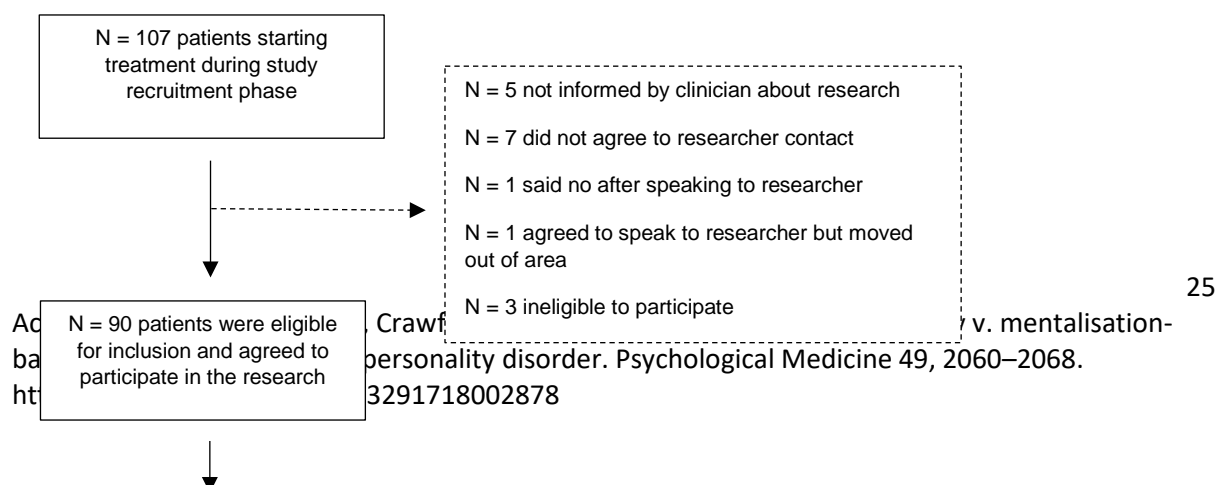 N = 107 patients starting
treatment during study
recruitment phase
N = 5 not informed by clinician about research
N = 7 did not agree to researcher contact
N = 1 said no after speaking to researcher
N = 1 agreed to speak to researcher but moved
out of area
N = 3 ineligible to participate
25
N = 90 patients were eligible
for inclusion and agreed to
participate in the research
v. mentalisation-
personality disorder. Psychological Medicine 49, 2060–2068.
3291718002878